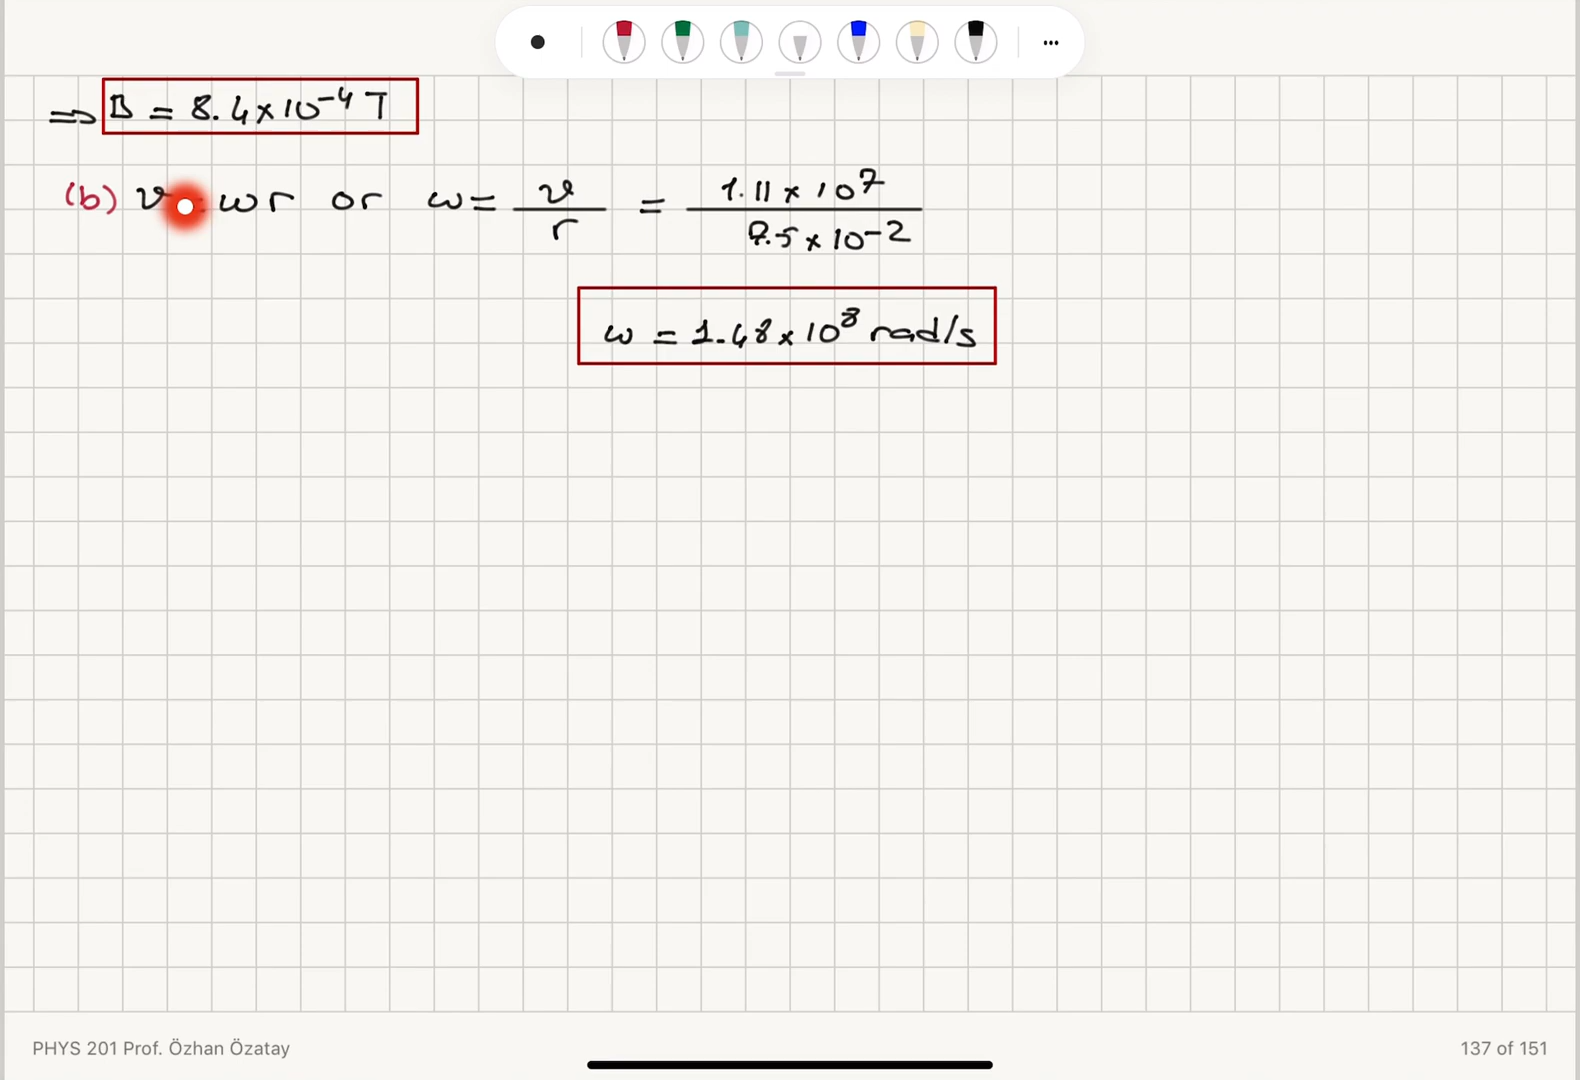 ⇒ B = 8.4 × 10⁻⁴ T
(b) v = ωr or ω = v / r = 1.11 × 10⁷ / 7.5 × 10⁻²
ω = 1.48 × 10⁸ rad/s
PHYS 201 Prof. Özhan Özatay
137 of 151